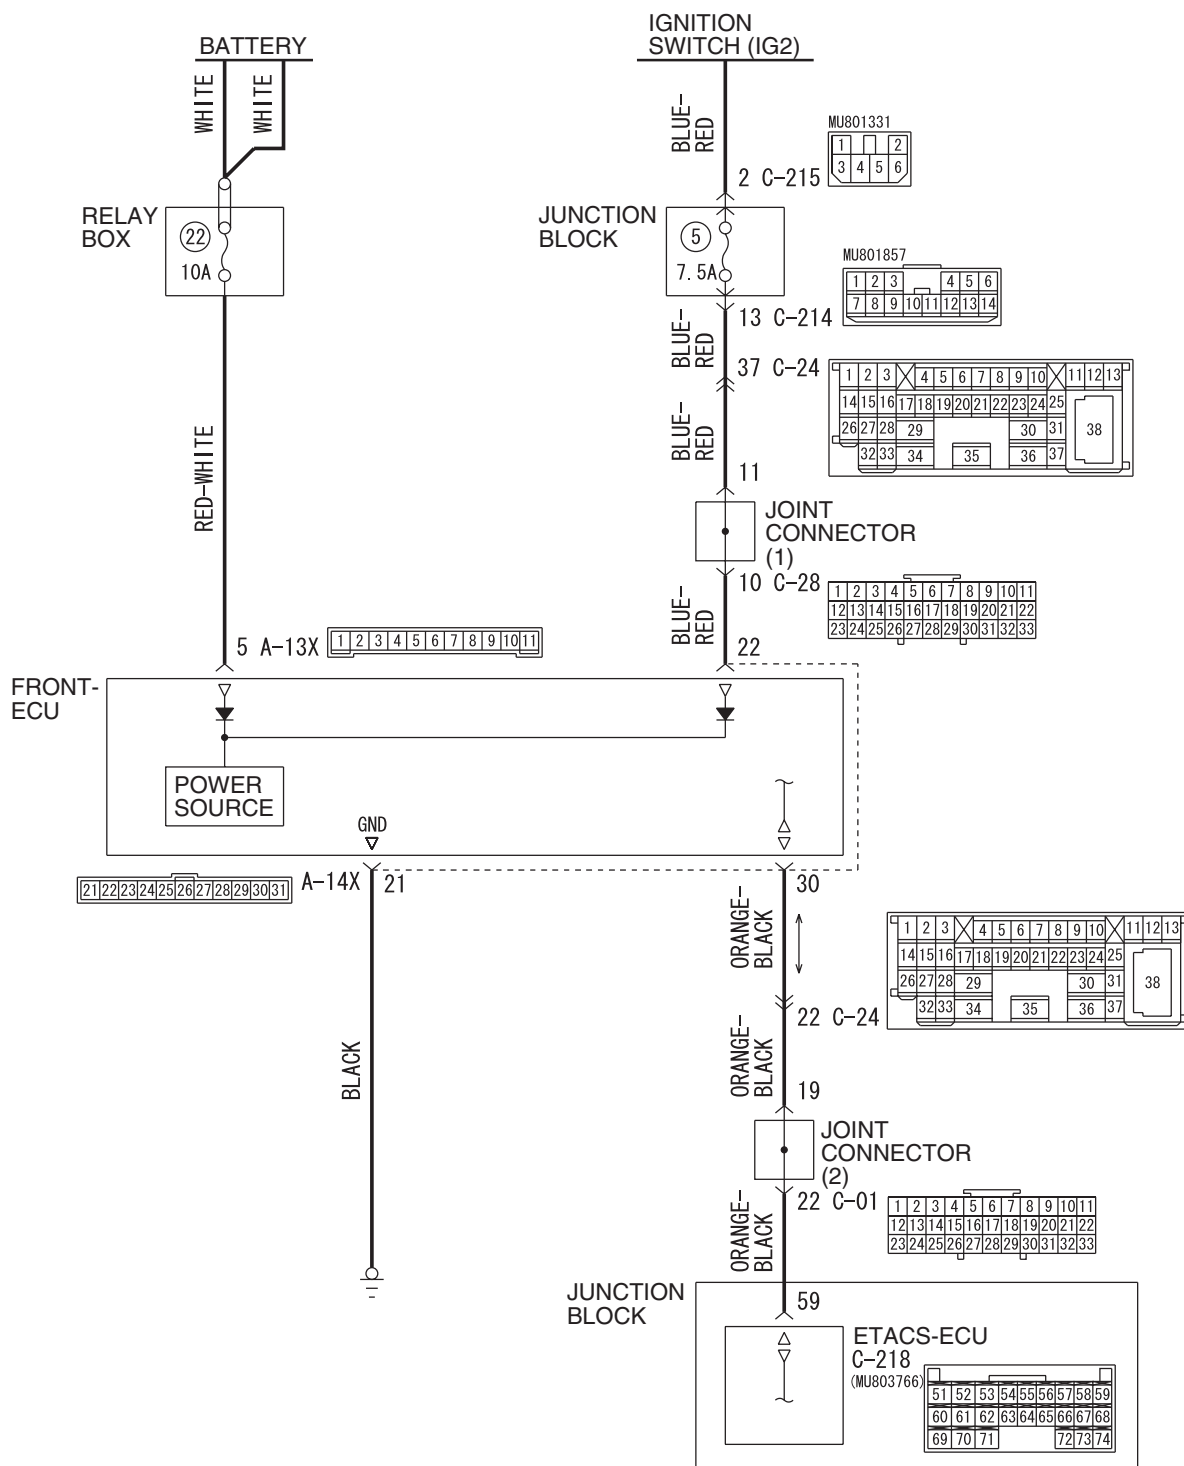 IGNITION
BATTERY SWITCH (IG2)
WHITE
WHITE
BLUE-
RED
MU801331
1 2
3 4 5 6
2 C-215
RELAY
BOX
22
10A
JUNCTION
BLOCK
5
7.5A
MU801857
1 2 3 4 5 6
7 8 9 10 11 12 13 14
13 C-214
BLUE-
RED
37 C-24
1 2 3 4 5 6 7 8 9 10 11 12 13
14 15 16 17 18 19 20 21 22 23 24 25
26 27 28 29 30 31 38
32 33 34 35 36 37
BLUE-
RED
RED-WHITE
11
JOINT
CONNECTOR
(1)
10 C-28
1 2 3 4 5 6 7 8 9 10 11
12 13 14 15 16 17 18 19 20 21 22
23 24 25 26 27 28 29 30 31 32 33
BLUE-
RED
5 A-13X
1 2 3 4 5 6 7 8 9 10 11
22
FRONT-
ECU
POWER
SOURCE
GND
21 22 23 24 25 26 27 28 29 30 31
A-14X 21
30
ORANGE-
BLACK
1 2 3 4 5 6 7 8 9 10 11 12 13
14 15 16 17 18 19 20 21 22 23 24 25
26 27 28 29 30 31 38
32 33 34 35 36 37
22 C-24
BLACK
ORANGE-
BLACK
19
JOINT
CONNECTOR
(2)
22 C-01
1 2 3 4 5 6 7 8 9 10 11
12 13 14 15 16 17 18 19 20 21 22
23 24 25 26 27 28 29 30 31 32 33
ORANGE-
BLACK
JUNCTION
BLOCK
59
ETACS-ECU
C-218
(MU803766)
51 52 53 54 55 56 57 58 59
60 61 62 63 64 65 66 67 68
69 70 71 72 73 74